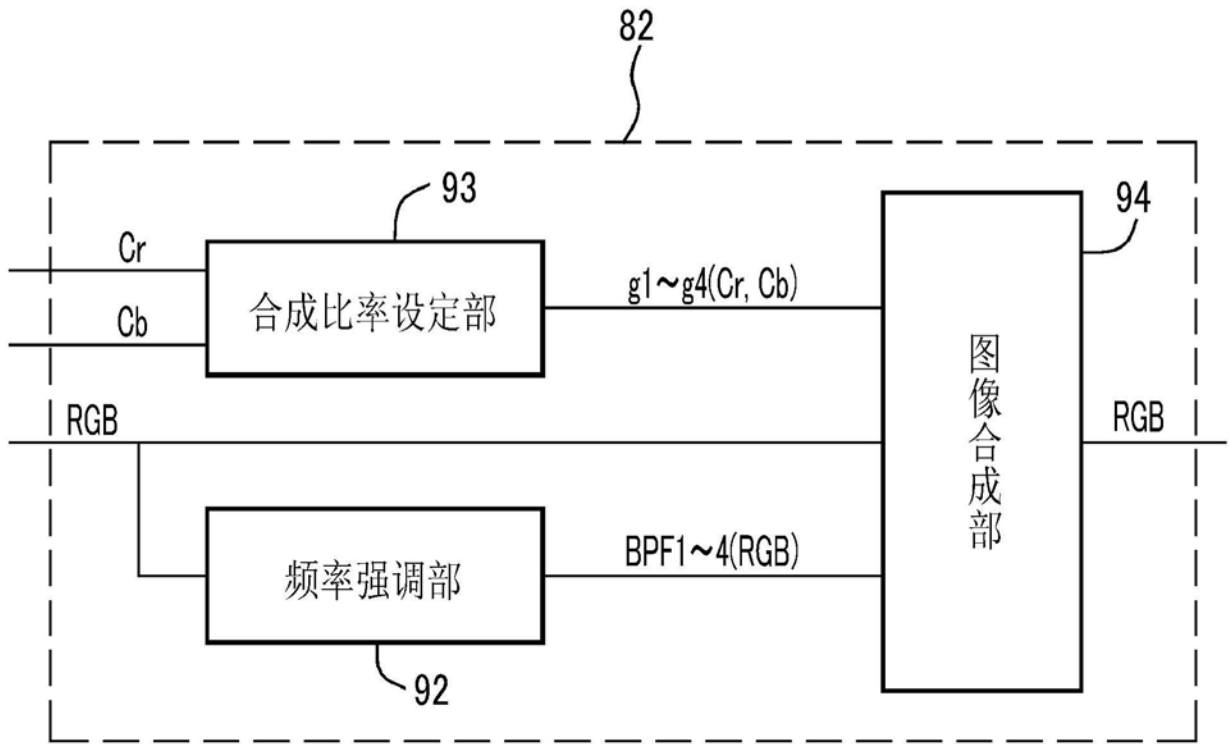 82
93
94
Cr
合成比率设定部
g1~g4(Cr, Cb)
Cb
图像合成部
RGB
RGB
频率强调部
BPF1~4(RGB)
92